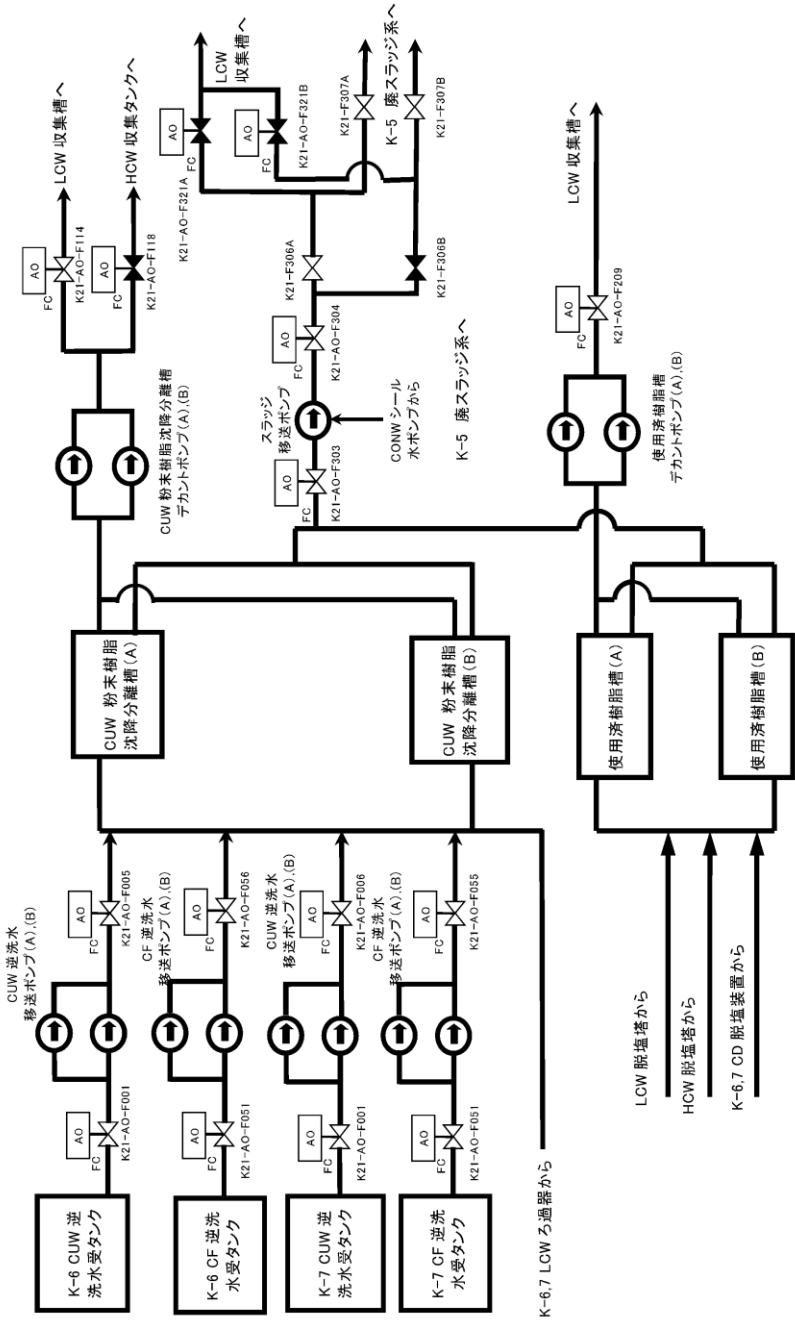 K-6 CUW 逆
洗水受タンク
AO
FC
K21-AO-F001
CUW 逆洗水
移送ポンプ(A),(B)
AO
FC
K21-AO-F005
K-6 CF 逆洗
水受タンク
AO
FC
K21-AO-F051
CF 逆洗水
移送ポンプ(A),(B)
AO
FC
K21-AO-F056
K-7 CUW 逆
洗水受タンク
AO
FC
K21-AO-F001
CUW 逆洗水
移送ポンプ(A),(B)
AO
FC
K21-AO-F006
K-7 CF 逆洗
水受タンク
AO
FC
K21-AO-F051
CF 逆洗水
移送ポンプ(A),(B)
AO
FC
K21-AO-F055
K-6,7 LCW ろ過器から
CUW 粉末樹脂
沈降分離槽(A)
CUW 粉末樹脂
沈降分離槽(B)
CUW 粉末樹脂沈降分離槽
デカントポンプ(A),(B)
AO
FC
K21-AO-F114
LCW 収集槽へ
AO
FC
K21-AO-F118
HCW 収集タンクへ
AO
FC
K21-AO-F303
スラッジ
移送ポンプ
CONW シール
水ポンプから
AO
FC
K21-AO-F304
K21-F306A
K21-F306B
AO
FC
K21-AO-F321A
AO
FC
K21-AO-F321B
LCW
収集槽へ
K21-F307A
K-5 廃スラッジ系へ
K21-F307B
K-5 廃スラッジ系へ
LCW 脱塩塔から
HCW 脱塩塔から
K-6,7 CD 脱塩装置から
使用済樹脂槽(A)
使用済樹脂槽(B)
使用済樹脂槽
デカントポンプ(A),(B)
AO
FC
K21-AO-F209
LCW 収集槽へ